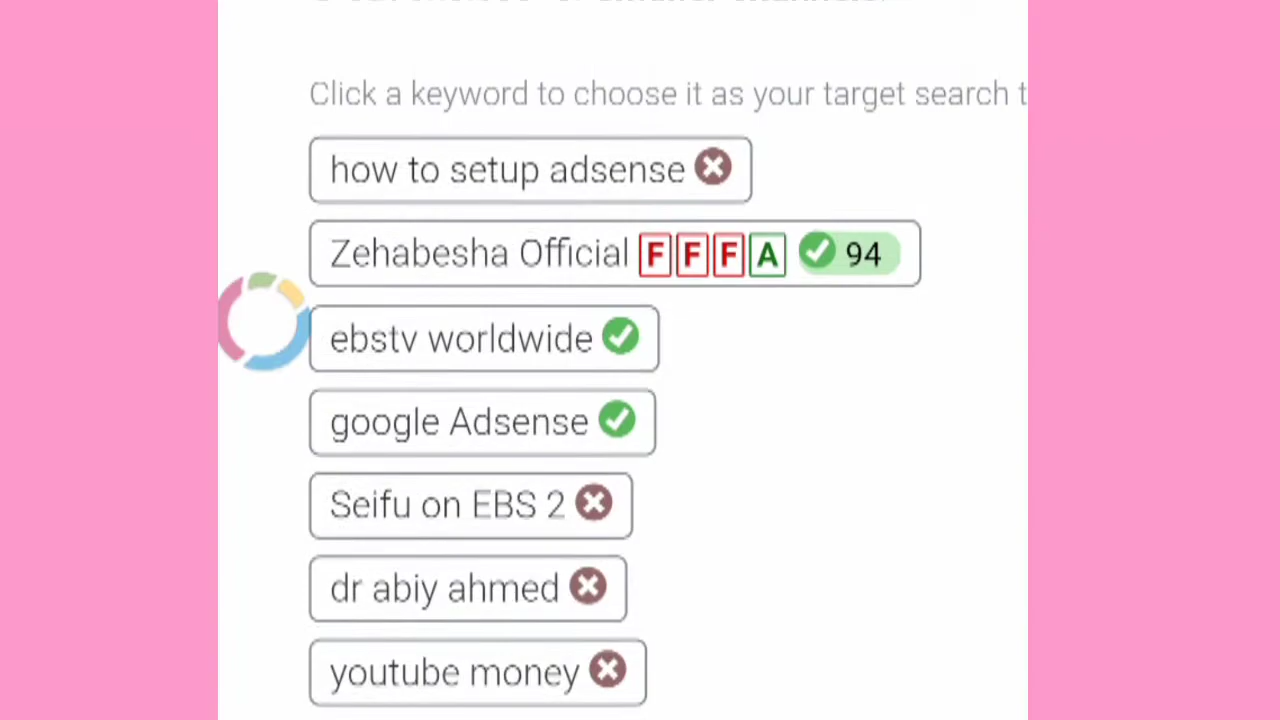 Click a keyword to choose it as your target search t
how to setup adsense
Zehabesha Official F F F A 94
ebstv worldwide
google Adsense
Seifu on EBS 2
dr abiy ahmed
youtube money